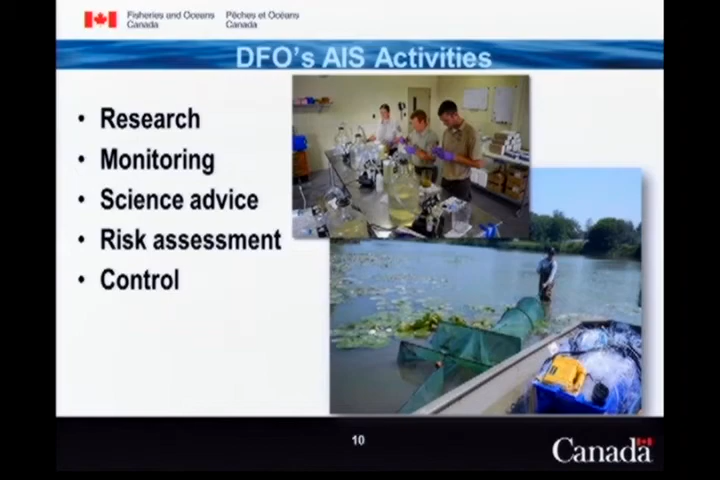 Fisheries and Oceans
Canada
Pêches et Océans
Canada
DFO's AIS Activities
• Research
• Monitoring
• Science advice
• Risk assessment
• Control
10
Canada